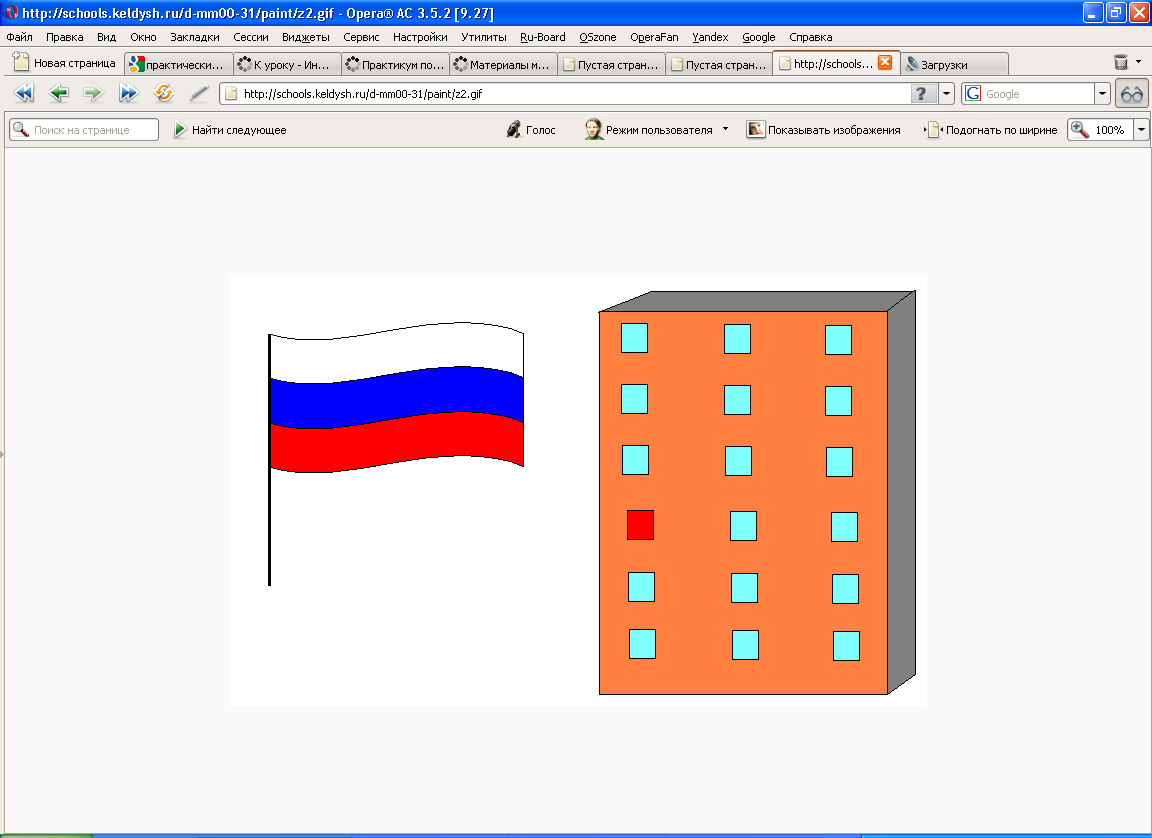 http://schools.keldysh.ru/d-mm00-31/paint/z2.gif - Opera® AC 3.5.2 [9.27]
Файл Правка Вид Окно Закладки Сессии Виджеты Сервис Настройки Утилиты Ru-Board OSzone OperaFan Yandex Google Справка
Новая страница практически... К уроку - Ин... Практикум по... Материалы м... Пустая стран... Пустая стран... http://schools... Загрузки
http://schools.keldysh.ru/d-mm00-31/paint/z2.gif ? G Google
Поиск на странице Найти следующее Голос Режим пользователя Показывать изображения Подогнать по ширине 100%